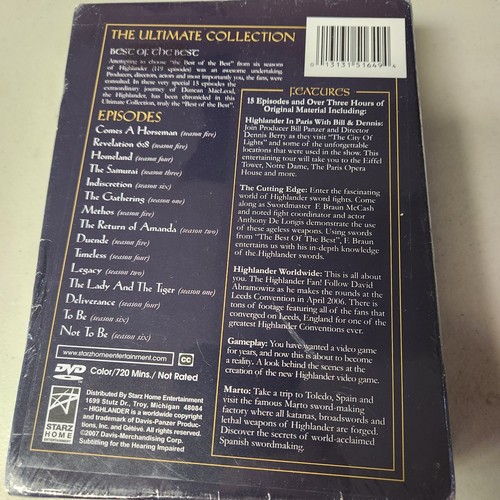 THE ULTIMATE COLLECTION
BEST OF THE BEST
Attempting to choose "the Best of the Best" from six seasons
of Highlander (119 episodes) was an awesome undertaking.
Producers, directors, actors and most importantly, the fans, were
consulted. In these very special 15 episodes the
extraordinary journey of Duncan MacLeod,
the Highlander, has been chronicled in this
Ultimate Collection, truly the "Best of the Best".
EPISODES
Comes A Horseman (season five)
Revelation 6:8 (season five)
Homeland (season four)
The Samurai (season three)
Indiscretion (season six)
The Gathering (season one)
Methos (season five)
The Return of Amanda (season two)
Duende (season five)
Timeless (season four)
Legacy (season two)
The Lady And The Tiger (season one)
Deliverance (season four)
To Be (season six)
Not To Be (season six)
www.starzhomeentertainment.com
CC
DVD VIDEO
Color/720 Mins./ Not Rated
STARZ HOME ENTERTAINMENT
Distributed By Starz Home Entertainment
1699 Stutz Dr., Troy, Michigan 48084
– HIGHLANDER is a worldwide copyright
and trademark of Davis-Panzer Produc-
tions, Inc. and Gétévé. All rights reserved.
©2007 Davis-Merchandising Corp.
Subtitling for the Hearing Impaired
0 13131 51649 4
FEATURES
15 Episodes and Over Three Hours of
Original Material Including:
Highlander In Paris With Bill & Dennis:
Join Producer Bill Panzer and Director
Dennis Berry as they visit "The City Of
Lights" and some of the unforgettable
locations that were used in the show. This
entertaining tour will take you to the Eiffel
Tower, Notre Dame, The Paris Opera
House and more.
The Cutting Edge: Enter the fascinating
world of Highlander sword fights. Come
along as Swordmaster F. Braun McCash
and noted fight coordinator and actor
Anthony De Longis demonstrate the use
of these ageless weapons. Using swords
from "The Best Of The Best", F. Braun
entertains us with his in-depth knowledge
of the Highlander swords.
Highlander Worldwide: This is all about
you. The Highlander Fan! Follow David
Abramowitz as he makes the rounds at the
Leeds Convention in April 2006. There is
tons of footage featuring all of the fans that
converged on Leeds, England for one of the
greatest Highlander Conventions ever.
Gameplay: You have wanted a video game
for years, and now this is about to become
a reality. A look behind the scenes at the
creation of the new Highlander video game.
Marto: Take a trip to Toledo, Spain and
visit the famous Marto sword-making
factory where all katanas, broadswords and
lethal weapons of Highlander are forged.
Discover the secrets of world-acclaimed
Spanish swordmaking.